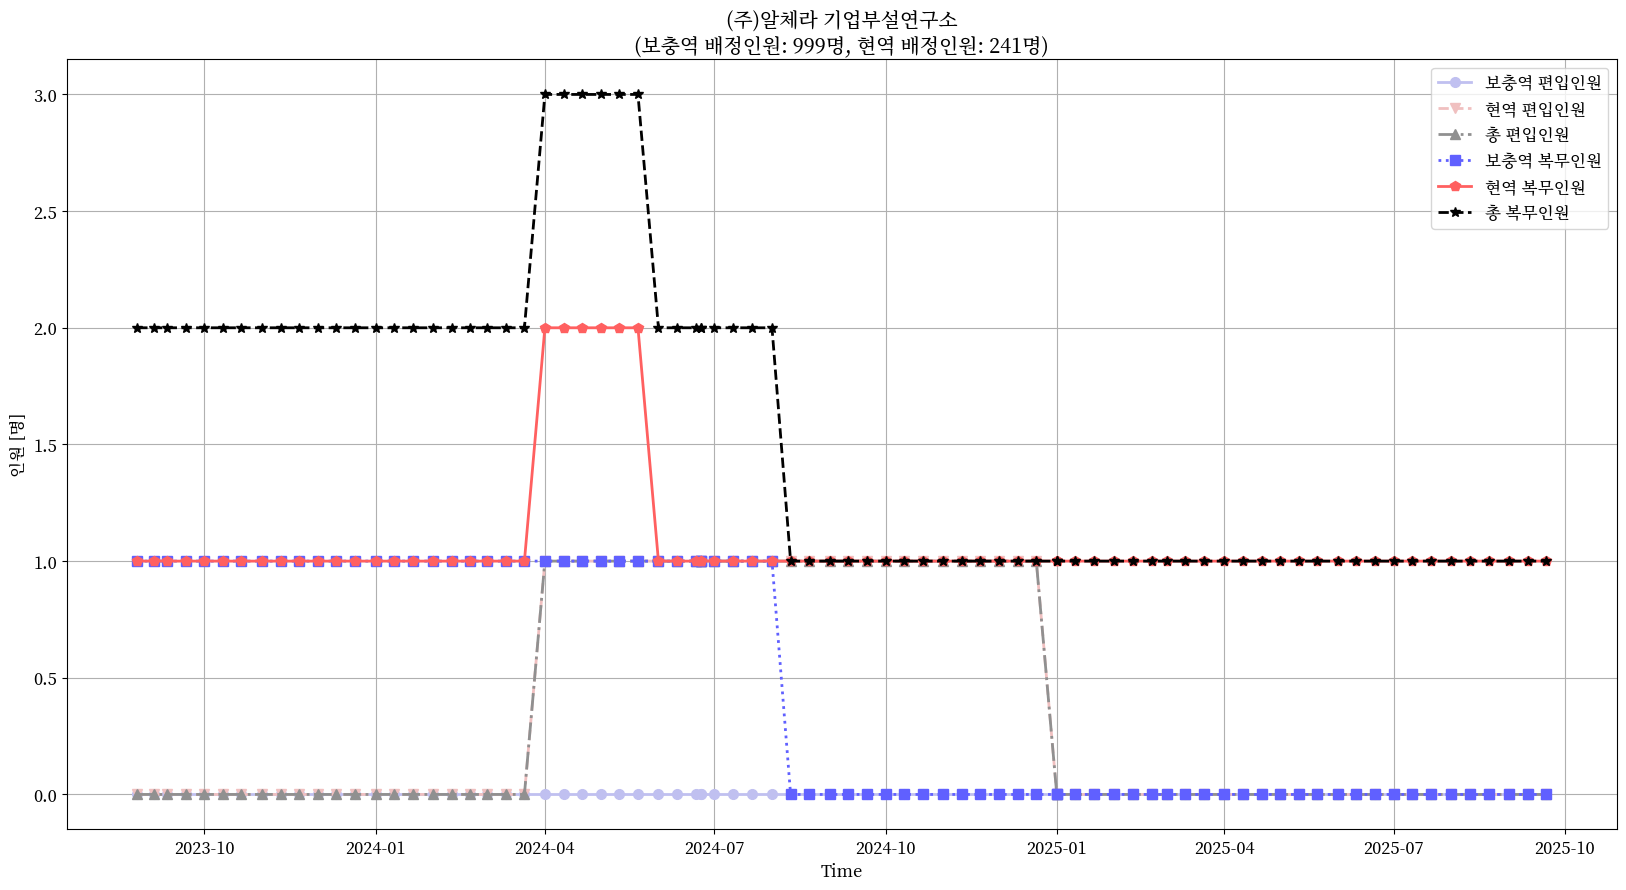 (주)알체라 기업부설연구소
(보충역 배정인원: 999명, 현역 배정인원: 241명)
보충역 편입인원
현역 편입인원
총 편입인원
보충역 복무인원
현역 복무인원
총 복무인원
인원 [명]
3.0
2.5
2.0
1.5
1.0
0.5
0.0
2023-10
2024-01
2024-04
2024-07
2024-10
2025-01
2025-04
2025-07
2025-10
Time